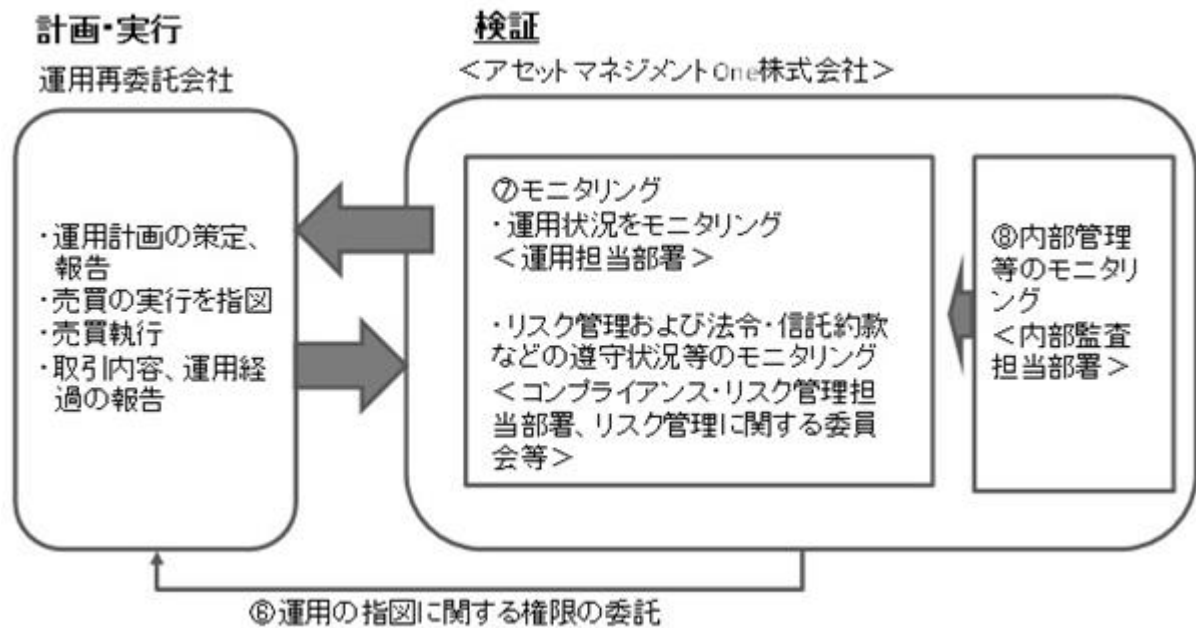 計画・実行
運用再委託会社
・運用計画の策定、
報告
・売買の実行を指図
・売買執行
・取引内容、運用経
過の報告
検証
＜アセットマネジメントOne株式会社＞
⑦モニタリング
・運用状況をモニタリング
＜運用担当部署＞
・リスク管理および法令・信託約款
などの遵守状況等のモニタリング
＜コンプライアンス・リスク管理担
当部署、リスク管理に関する委員
会等＞
⑧内部管理
等のモニタリ
ング
＜内部監査
担当部署＞
⑥運用の指図に関する権限の委託